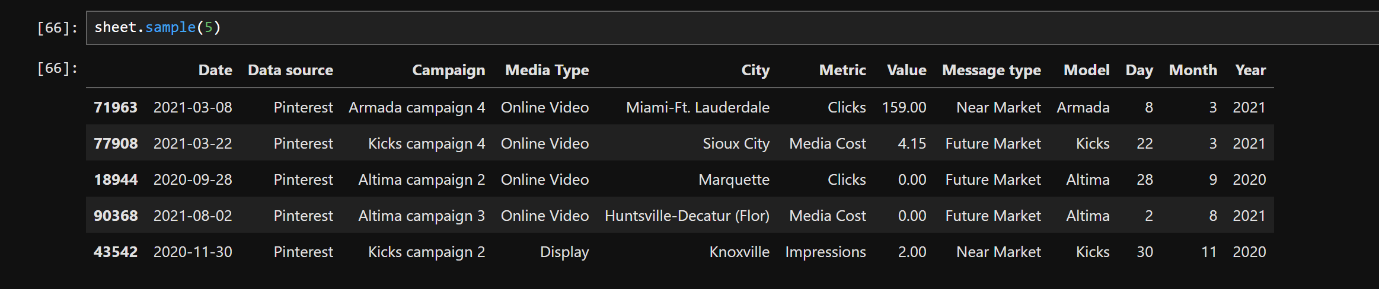 [66]: sheet.sample(5)
[66]:
Date Data source Campaign Media Type City Metric Value Message type Model Day Month Year
71963 2021-03-08 Pinterest Armada campaign 4 Online Video Miami-Ft. Lauderdale Clicks 159.00 Near Market Armada 8 3 2021
77908 2021-03-22 Pinterest Kicks campaign 4 Online Video Sioux City Media Cost 4.15 Future Market Kicks 22 3 2021
18944 2020-09-28 Pinterest Altima campaign 2 Online Video Marquette Clicks 0.00 Future Market Altima 28 9 2020
90368 2021-08-02 Pinterest Altima campaign 3 Online Video Huntsville-Decatur (Flor) Media Cost 0.00 Future Market Altima 2 8 2021
43542 2020-11-30 Pinterest Kicks campaign 2 Display Knoxville Impressions 2.00 Near Market Kicks 30 11 2020